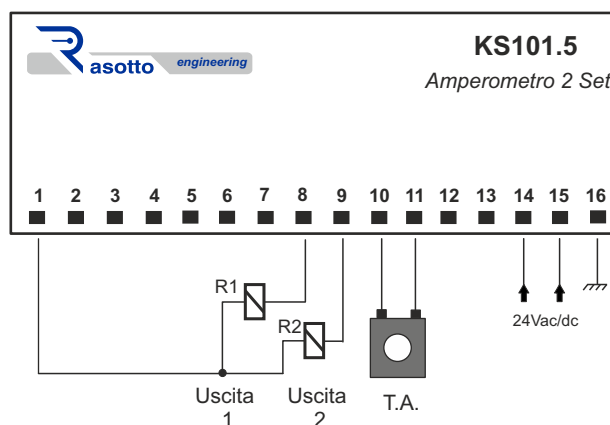 Rasotto engineering
KS101.5
Amperometro 2 Set
1 2 3 4 5 6 7 8 9 10 11 12 13 14 15 16
R1
R2
24Vac/dc
Uscita 1
Uscita 2
T.A.